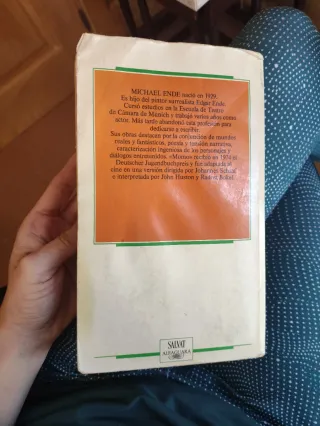 MICHAEL ENDE nació en 1929.
Es hijo del pintor surrealista Edgar Ende.
Cursó estudios en la Escuela de Teatro
de Cámara de Múnich y trabajó varios años como
actor. Más tarde abandonó esta profesión para
dedicarse a escribir.
Sus obras destacan por la conjunción de mundos
reales y fantásticos, poesía y tensión narrativa,
caracterización ingeniosa de los personajes y
diálogos entrañables. «Momo» recibió en 1974 el
Deutscher Jugendbuchpreis y fue adaptada al
cine en una versión dirigida por Johannes Schaaf
e interpretada por John Huston y Radost Bokel.
SALVAT
ALFAGUARA